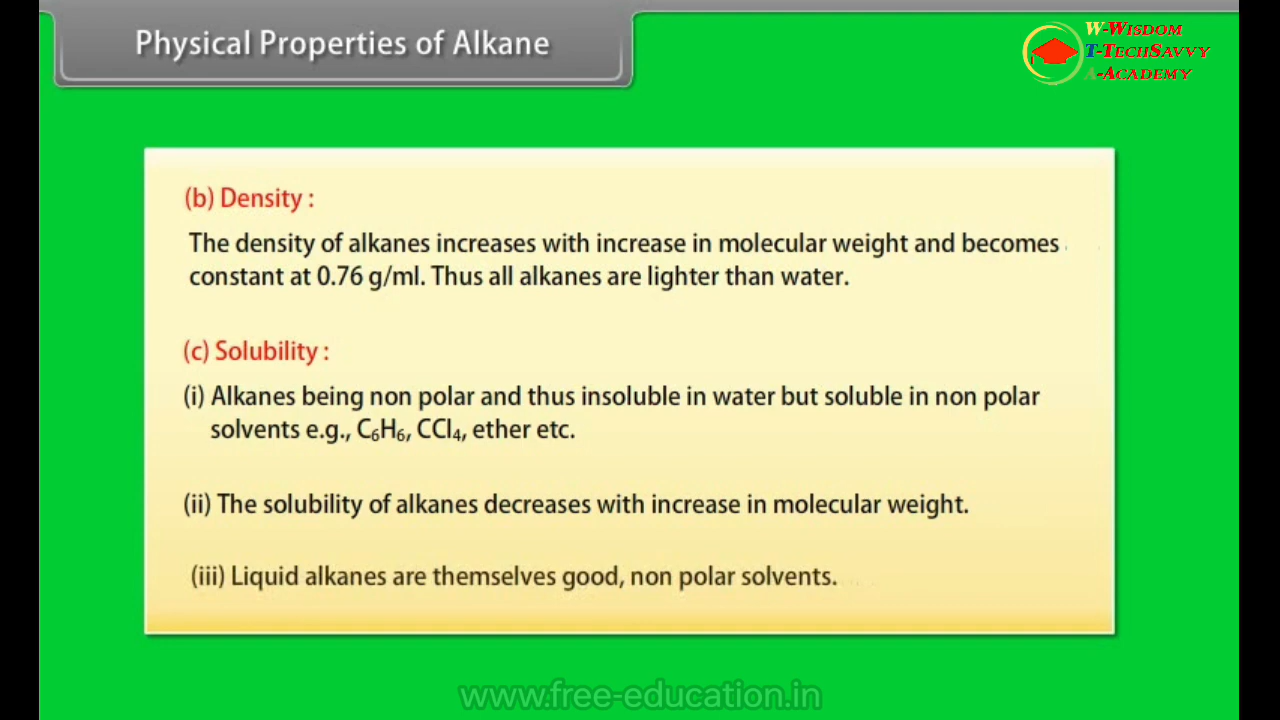 Physical Properties of Alkane
W-Wisdom
T-TechSavvy
A-Academy
(b) Density :
The density of alkanes increases with increase in molecular weight and becomes
constant at 0.76 g/ml. Thus all alkanes are lighter than water.
(c) Solubility :
(i) Alkanes being non polar and thus insoluble in water but soluble in non polar
solvents e.g., C₆H₆, CCl₄, ether etc.
(ii) The solubility of alkanes decreases with increase in molecular weight.
(iii) Liquid alkanes are themselves good, non polar solvents.
www.free-education.in